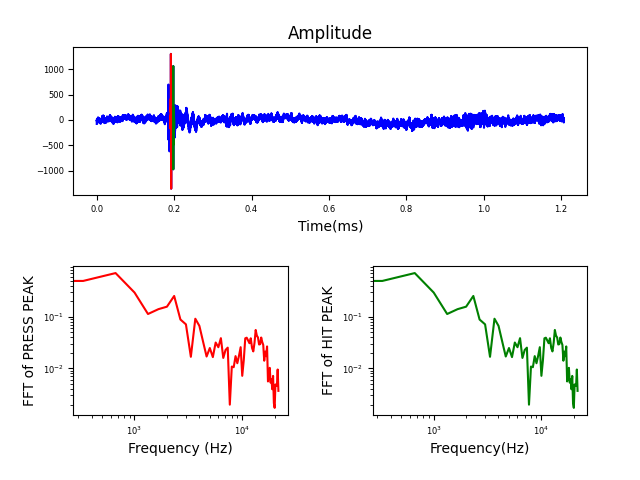 Amplitude
1000
500
0
−500
−1000
0.0 0.2 0.4 0.6 0.8 1.0 1.2
Time(ms)
FFT of PRESS PEAK
10⁻¹
10⁻²
10³ 10⁴
Frequency (Hz)
FFT of HIT PEAK
10⁻¹
10⁻²
10³ 10⁴
Frequency(Hz)